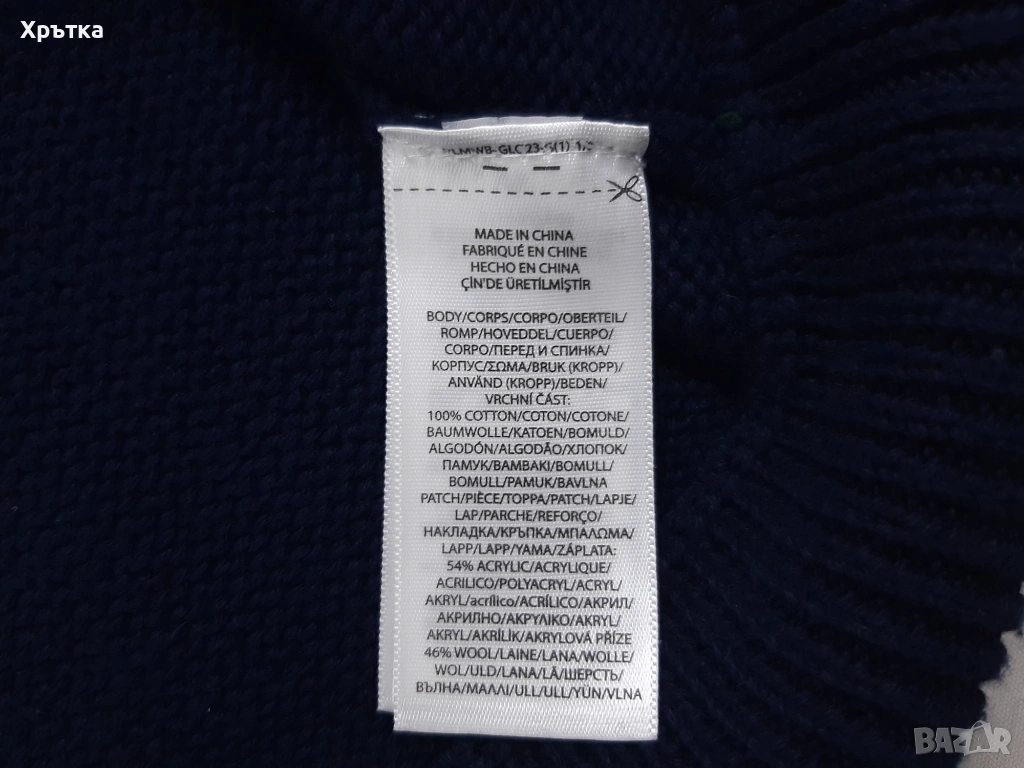 Хрътка
GLC 23-
MADE IN CHINA
FABRIQUÉ EN CHINE
HECHO EN CHINA
ÇİN'DE ÜRETİLMİŞTİR
BODY/CORPS/CORPO/OBERTEIL/
ROMP/HOVEDDEL/CUERPO/
CORPO/ПЕРЕД И СПИНКА/
КОРПУС/ΣΩΜΑ/BRUK (KROPP)/
ANVÄND (KROPP)/BEDEN/
VRCHNÍ ČÁST:
100% COTTON/COTON/COTONE/
BAUMWOLLE/KATOEN/BOMULD/
ALGODÓN/ALGODÃO/ХЛОПОК/
ПАМУК/ΒΑΜΒΑΚΙ/BOMULL/
BOMULL/PAMUK/BAVLNA
PATCH/PIÈCE/TOPPA/PATCH/LAPJE/
LAP/PARCHE/REFORÇO/
НАКЛАДКА/КРЪПКА/ΜΠΑΛΩΜΑ/
LAPP/LAPP/YAMA/ZÁPLATA:
54% ACRYLIC/ACRYLIQUE/
ACRILICO/POLYACRYL/ACRYL/
AKRYL/acrílico/ACRÍLICO/АКРИЛ/
АКРИЛНО/ΑΚΡΥΛΙΚΟ/AKRYL/
AKRYL/AKRİLİK/AKRYLOVÁ PŘÍZE
46% WOOL/LAINE/LANA/WOLLE/
WOL/ULD/LANA/LÃ/ШЕРСТЬ/
ВЪЛНА/ΜΑΛΛΙ/ULL/ULL/YÜN/VLNA
BAZAR